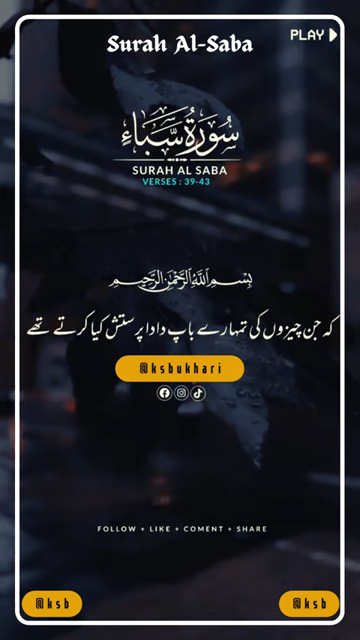 PLAY
Surah Al-Saba
سُورَةُ سَبَاء
SURAH AL SABA
VERSES : 39-43
بِسْمِ اللَّهِ الرَّحْمَنِ الرَّحِيمِ
کہ جن چیزوں کی تمہارے باپ دادا پرستش کیا کرتے تھے
@ksbukhari
FOLLOW + LIKE + COMENT + SHARE
@ksb
@ksb